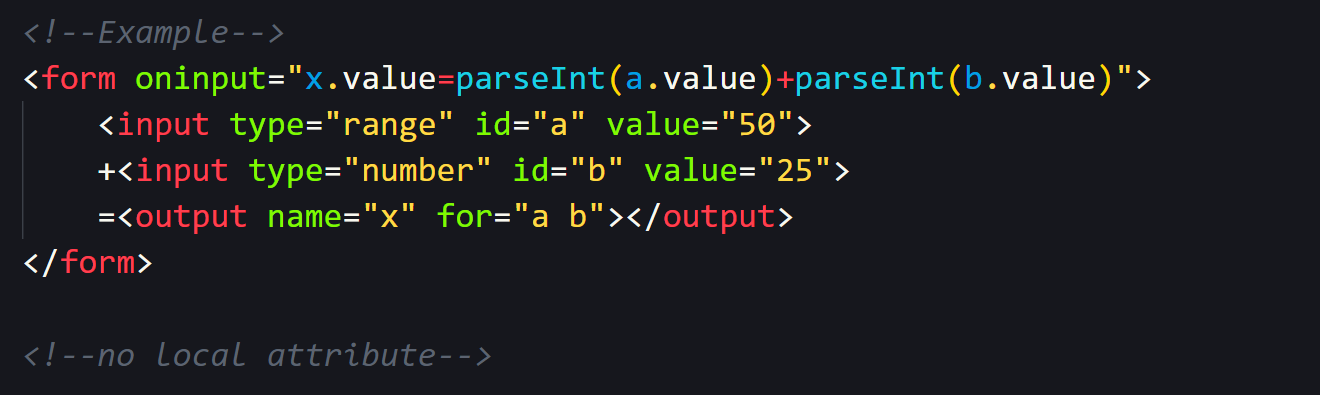 <!--Example-->
<form oninput="x.value=parseInt(a.value)+parseInt(b.value)">
    <input type="range" id="a" value="50">
    +<input type="number" id="b" value="25">
    =<output name="x" for="a b"></output>
</form>

<!--no local attribute-->